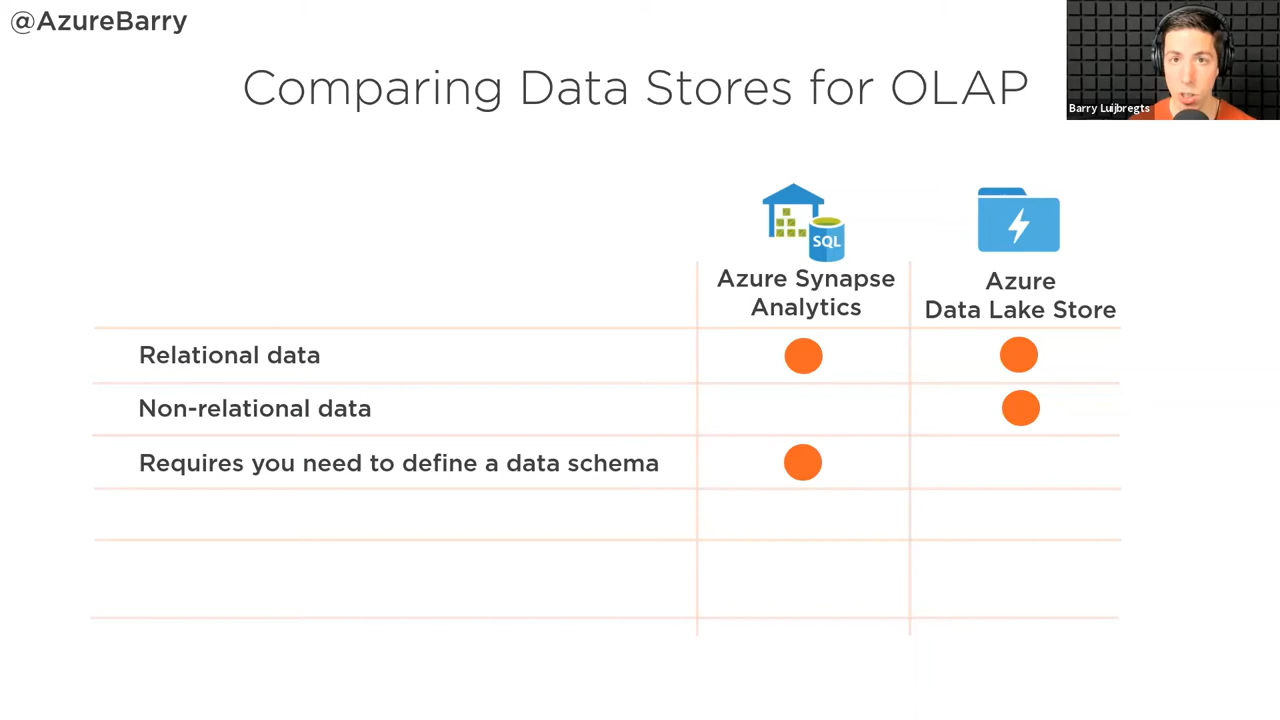 @AzureBarry
Comparing Data Stores for OLAP
Barry Luijbregts
SQL
Azure Synapse
Analytics
Azure
Data Lake Store
Relational data
Non-relational data
Requires you need to define a data schema